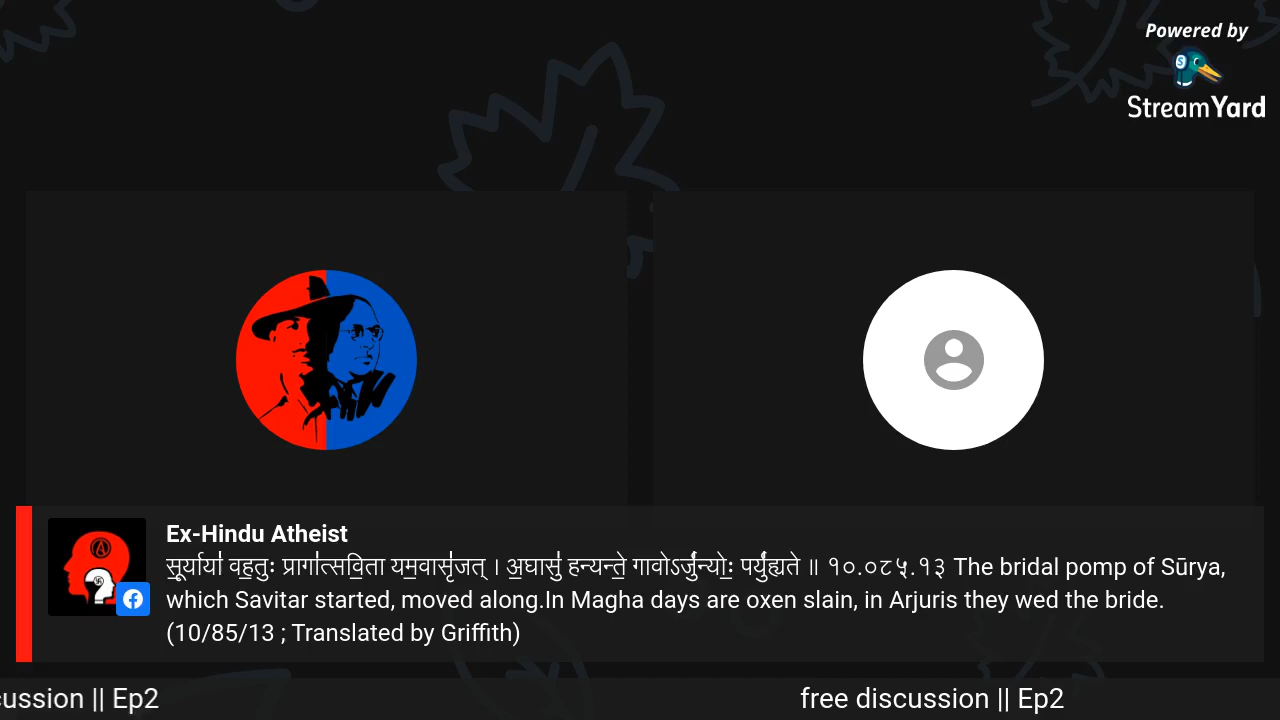 Powered by
StreamYard
Ex-Hindu Atheist
सू॒र्याया॑ वह॒तुः प्रागा॑त्सवि॒ता यम॒वासृ॑जत् । अ॒घासु॑ हन्यन्ते॒ गावोऽर्जु॑न्योः॒ पर्यु॑ह्यते ॥ १०.०८५.१३ The bridal pomp of Sūrya,
which Savitar started, moved along.In Magha days are oxen slain, in Arjuris they wed the bride.
(10/85/13 ; Translated by Griffith)
cussion || Ep2 free discussion || Ep2